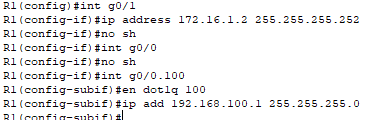 R1(config)#int g0/1
R1(config-if)#ip address 172.16.1.2 255.255.255.252
R1(config-if)#no sh
R1(config-if)#int g0/0
R1(config-if)#no sh
R1(config-if)#int g0/0.100
R1(config-subif)#en dot1q 100
R1(config-subif)#ip add 192.168.100.1 255.255.255.0
R1(config-subif)#